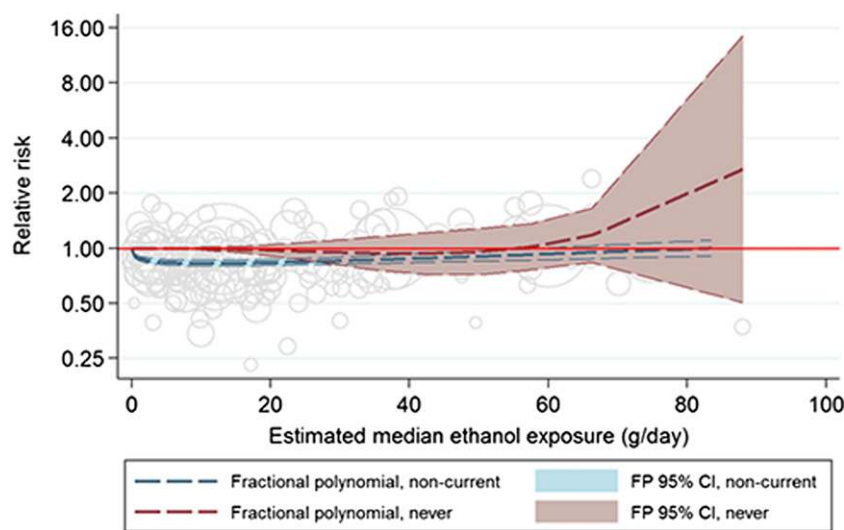 16.00
8.00
4.00
2.00
1.00
0.50
0.25
Relative risk
0 20 40 60 80 100
Estimated median ethanol exposure (g/day)
Fractional polynomial, non-current FP 95% CI, non-current
Fractional polynomial, never FP 95% CI, never